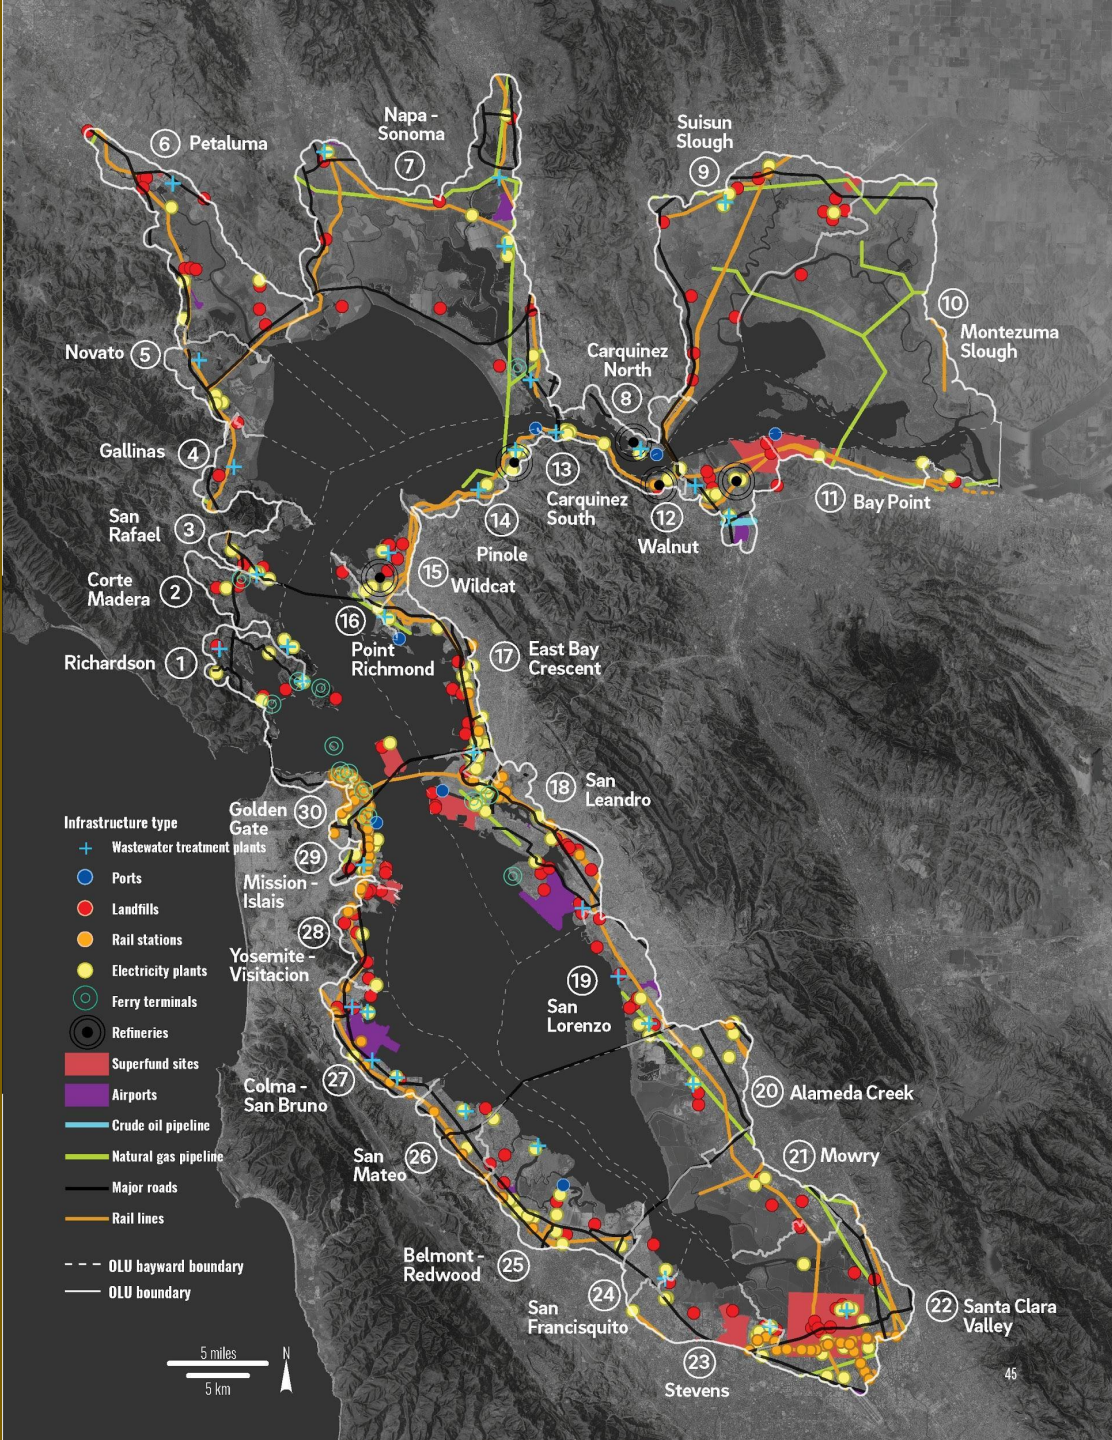 Napa -
Sonoma
7
6 Petaluma
Suisun
Slough
9
10
Montezuma
Slough
Novato 5
Carquinez
North
8
Gallinas 4
13
Carquinez
South
11 Bay Point
San
Rafael 3
14
Pinole
12
Walnut
Corte
Madera 2
15
Wildcat
16
Point
Richmond
Richardson 1
17 East Bay
Crescent
18 San
Leandro
Golden
Gate 30
29
Mission -
Islais
28
Yosemite -
Visitacion
19
San
Lorenzo
27
Colma -
San Bruno
20 Alameda Creek
26
San
Mateo
21 Mowry
Belmont -
Redwood 25
24
San
Francisquito
22 Santa Clara
Valley
23
Stevens
Infrastructure type
Wastewater treatment plants
Ports
Landfills
Rail stations
Electricity plants
Ferry terminals
Refineries
Superfund sites
Airports
Crude oil pipeline
Natural gas pipeline
Major roads
Rail lines
OLU bayward boundary
OLU boundary
5 miles
5 km
N
45